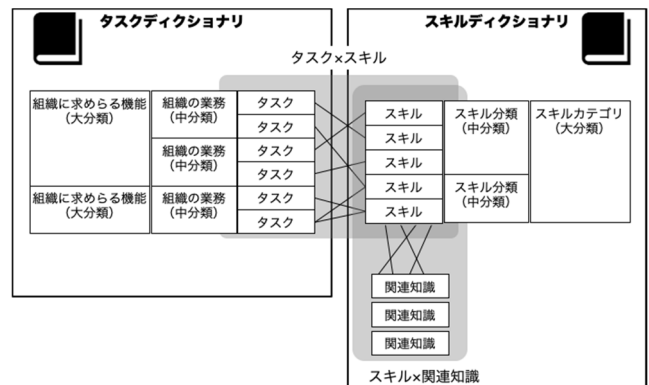 タスクディクショナリ
スキルディクショナリ
タスク×スキル
組織に求めらる機能
（大分類）
組織の業務
（中分類）
タスク
タスク
組織の業務
（中分類）
タスク
タスク
組織に求めらる機能
（大分類）
組織の業務
（中分類）
タスク
タスク
スキル
スキル
スキル
スキル
スキル
スキル分類
（中分類）
スキル分類
（中分類）
スキルカテゴリ
（大分類）
関連知識
関連知識
関連知識
スキル×関連知識